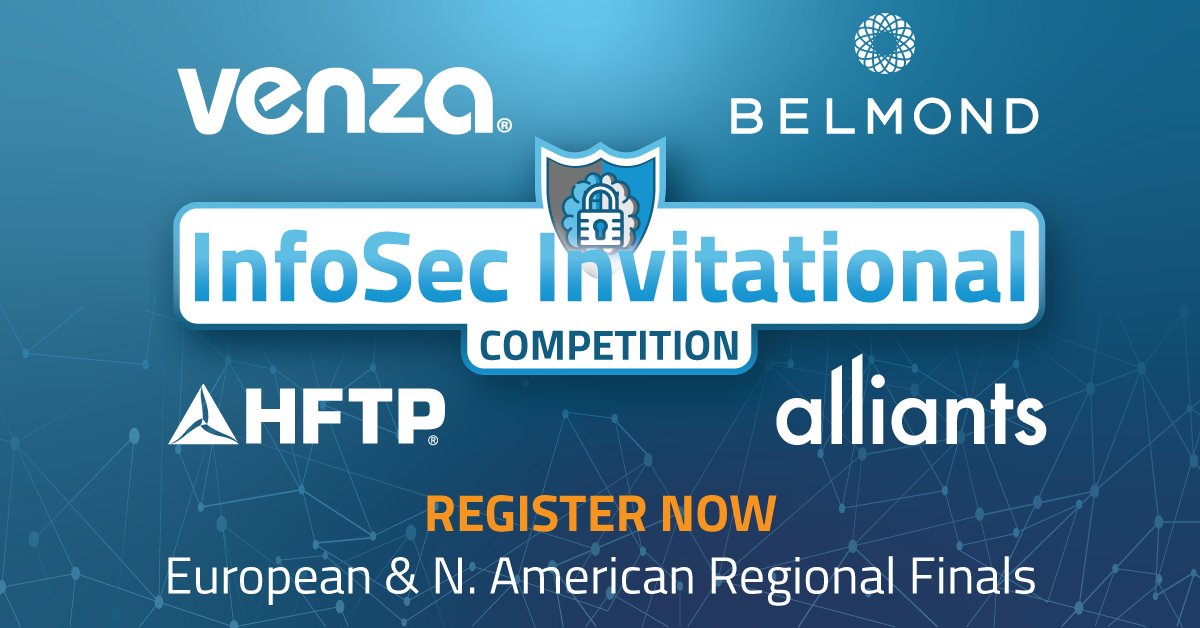 venza®
BELMOND
InfoSec Invitational
COMPETITION
HFTP®
alliants
REGISTER NOW
European & N. American Regional Finals